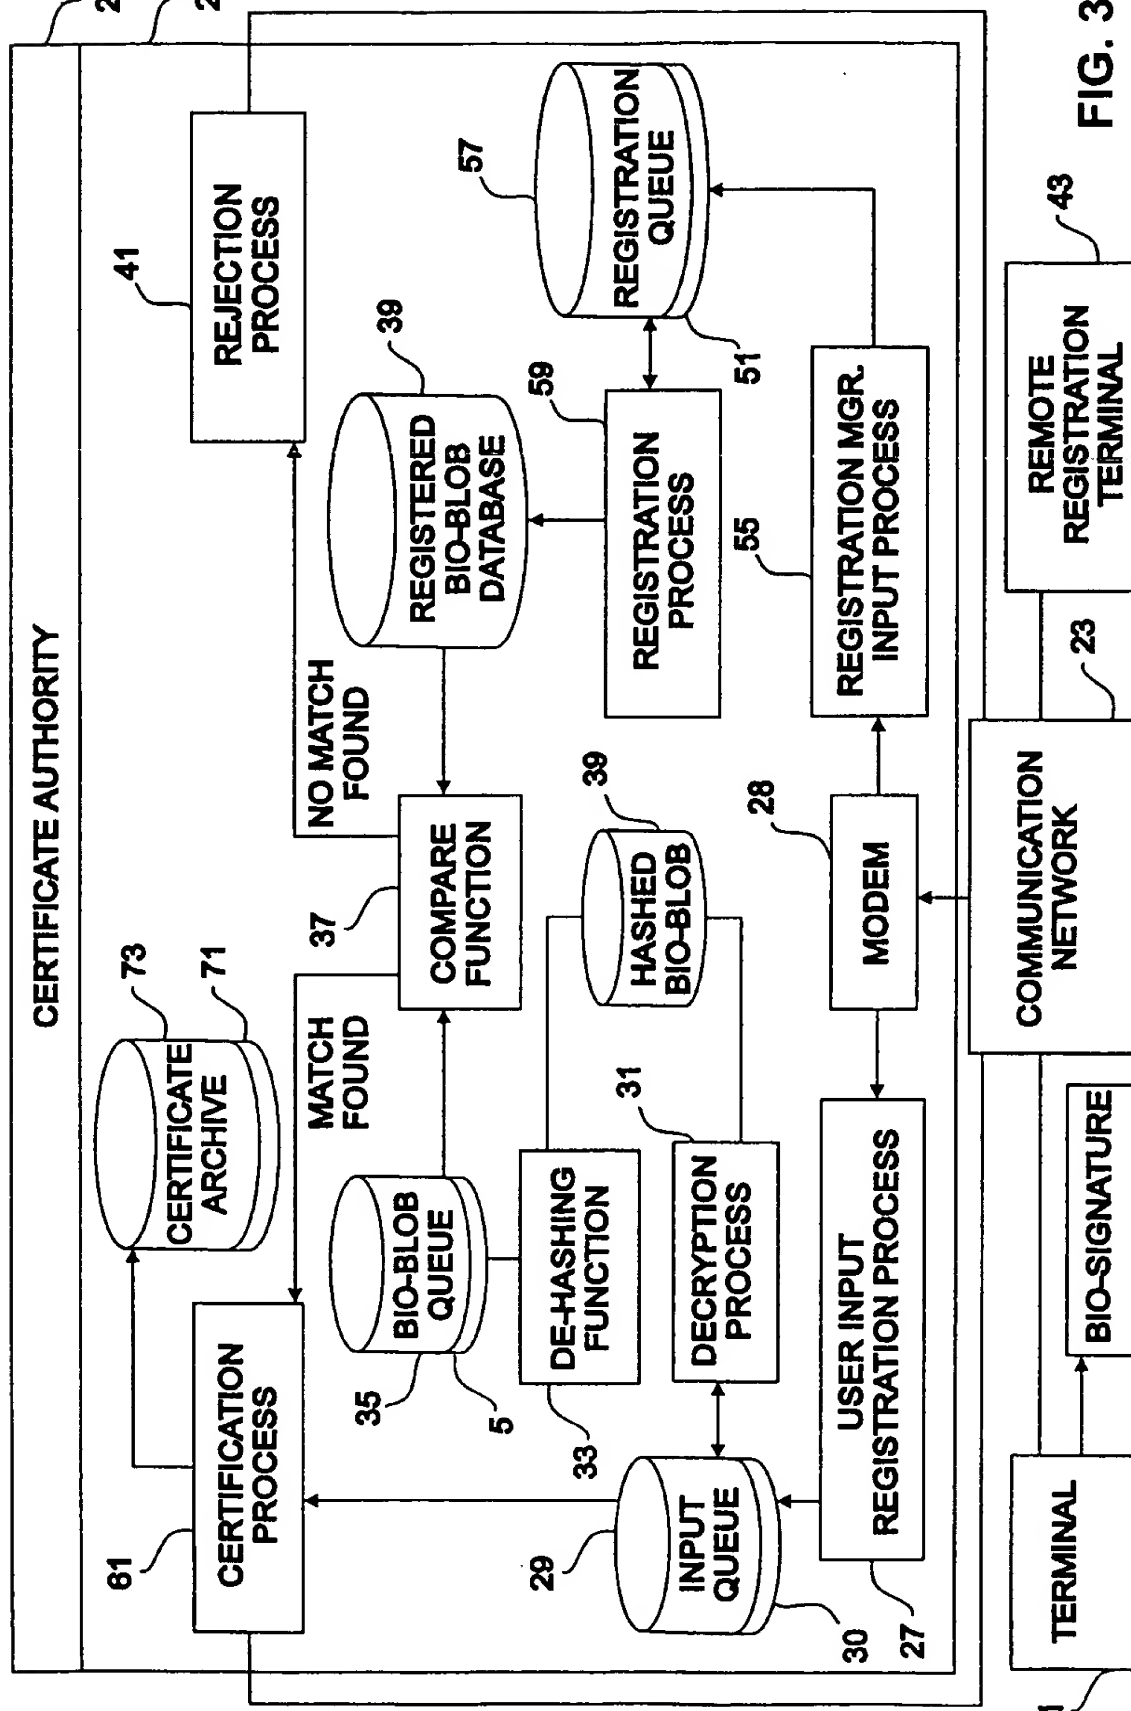 CERTIFICATE AUTHORITY
2
2
61
CERTIFICATION
PROCESS
CERTIFICATE
ARCHIVE
73
71
41
REJECTION
PROCESS
MATCH
FOUND
NO MATCH
FOUND
35
BIO-BLOB
QUEUE
5
37
COMPARE
FUNCTION
REGISTERED
BIO-BLOB
DATABASE
39
57
REGISTRATION
QUEUE
51
33
DE-HASHING
FUNCTION
HASHED
BIO-BLOB
39
59
REGISTRATION
PROCESS
29
INPUT
QUEUE
30
31
DECRYPTION
PROCESS
27
USER INPUT
REGISTRATION PROCESS
28
MODEM
55
REGISTRATION MGR.
INPUT PROCESS
TERMINAL
BIO-SIGNATURE
COMMUNICATION
NETWORK
23
REMOTE
REGISTRATION
TERMINAL
43
FIG. 3